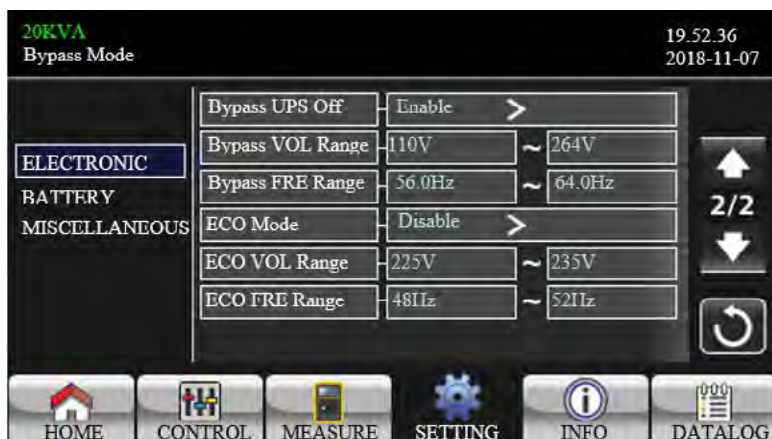 20KVA
Bypass Mode
19.52.36
2018-11-07
ELECTRONIC
BATTERY
MISCELLANEOUS
Bypass UPS Off Enable >
Bypass VOL Range 110V ~ 264V
Bypass FRE Range 56.0Hz ~ 64.0Hz
ECO Mode Disable >
ECO VOL Range 225V ~ 235V
ECO FRE Range 48Hz ~ 52Hz
2/2
HOME CONTROL MEASURE SETTING INFO DATALOG